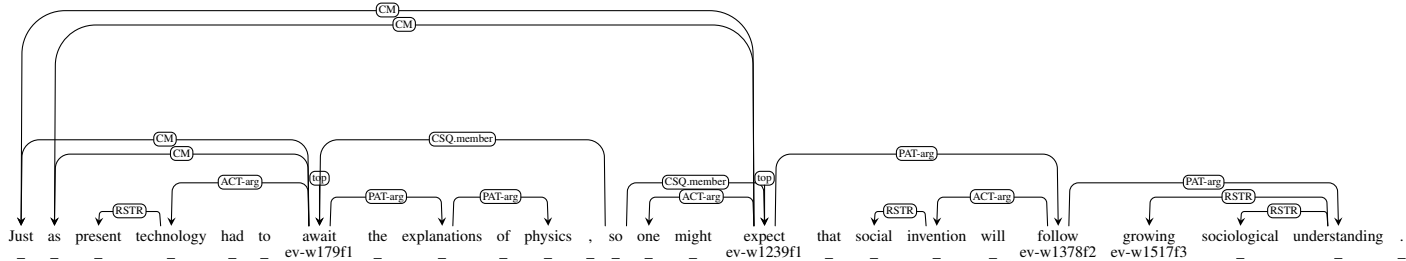 CM
CM
CM CSQ.member
CM PAT-arg
ACT-arg top CSQ.member top PAT-arg
RSTR PAT-arg PAT-arg ACT-arg RSTR ACT-arg RSTR RSTR
Just as present technology had to await the explanations of physics , so one might expect that social invention will follow growing sociological understanding .
ev-w179f1 ev-w1239f1 ev-w1378f2 ev-w1517f3
_ _ _ _ _ _ _ _ _ _ _ _ _ _ _ _ _ _ _ _ _ _ _ _ _